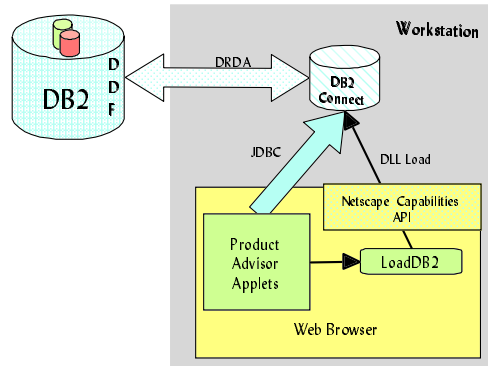 Workstation
DB2
D
D
F
DRDA
DB2
Connect
JDBC
DLL Load
Netscape Capabilities
API
Product
Advisor
Applets
LoadDB2
Web Browser